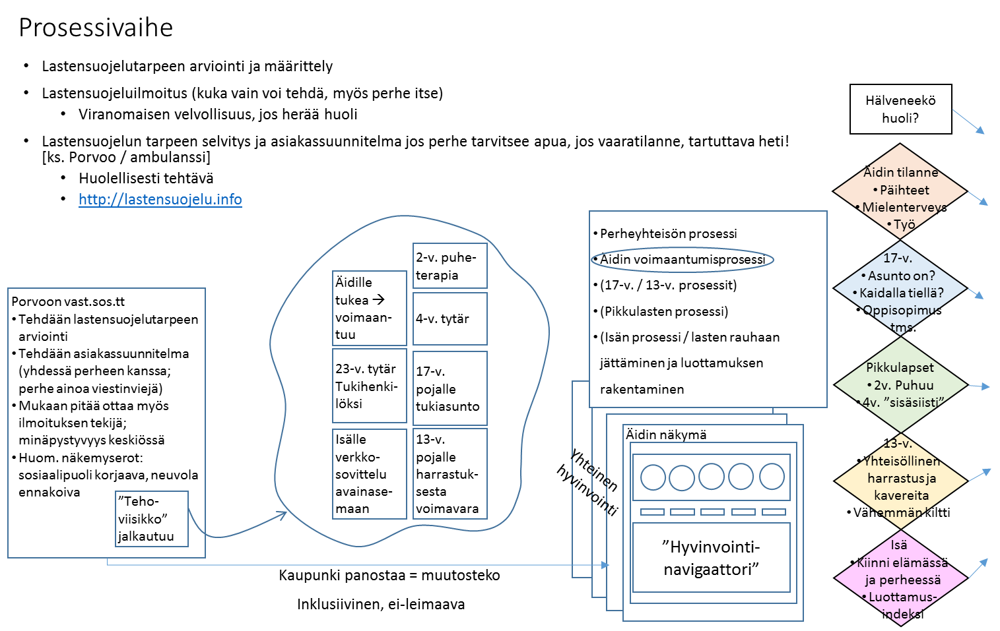 Prosessivaihe
• Lastensuojelutarpeen arviointi ja määrittely
• Lastensuojeluilmoitus (kuka vain voi tehdä, myös perhe itse)
• Viranomaisen velvollisuus, jos herää huoli
• Lastensuojelun tarpeen selvitys ja asiakassuunnitelma jos perhe tarvitsee apua, jos vaaratilanne, tartuttava heti!
[ks. Porvoo / ambulanssi]
• Huolellisesti tehtävä
• http://lastensuojelu.info
Porvoon vast.sos.tt
• Tehdään lastensuojelutarpeen
arviointi
• Tehdään asiakassuunnitelma
(yhdessä perheen kanssa;
perhe ainoa viestinviejä)
• Mukaan pitää ottaa myös
ilmoituksen tekijä;
minäpystyvyys keskiössä
• Huom. näkemyserot:
sosiaalipuoli korjaava, neuvola
ennakoiva
”Teho-
viisikko”
jalkautuu
Äidille
tukea →
voimaan-
tuu
23-v. tytär
Tukihenki-
löksi
Isälle
verkko-
sovittelu
avainase-
maan
2-v. puhe-
terapia
4-v. tytär
17-v.
pojalle
tukiasunto
13-v.
pojalle
harrastuk-
sesta
voimavara
Kaupunki panostaa = muutosteko
Inklusiivinen, ei-leimaava
• Perheyhteisön prosessi
• Äidin voimaantumisprosessi
• (17-v. / 13-v. prosessit)
• (Pikkulasten prosessi)
• (Isän prosessi / lasten rauhaan
jättäminen ja luottamuksen
rakentaminen
Yhteinen
hyvinvointi
Äidin näkymä
”Hyvinvointi-
navigaattori”
Hälveneekö
huoli?
Äidin tilanne
• Päihteet
• Mielenterveys
• Työ
17-v.
• Asunto on?
• Kaidalla tiellä?
• Oppisopimus
tms.
Pikkulapset
• 2v. Puhuu
• 4v. ”sisäsiisti”
13-v.
• Yhteisöllinen
harrastus ja
kavereita
• Vähemmän kiltti
Isä
• Kiinni elämässä
ja perheessä
• Luottamus-
indeksi